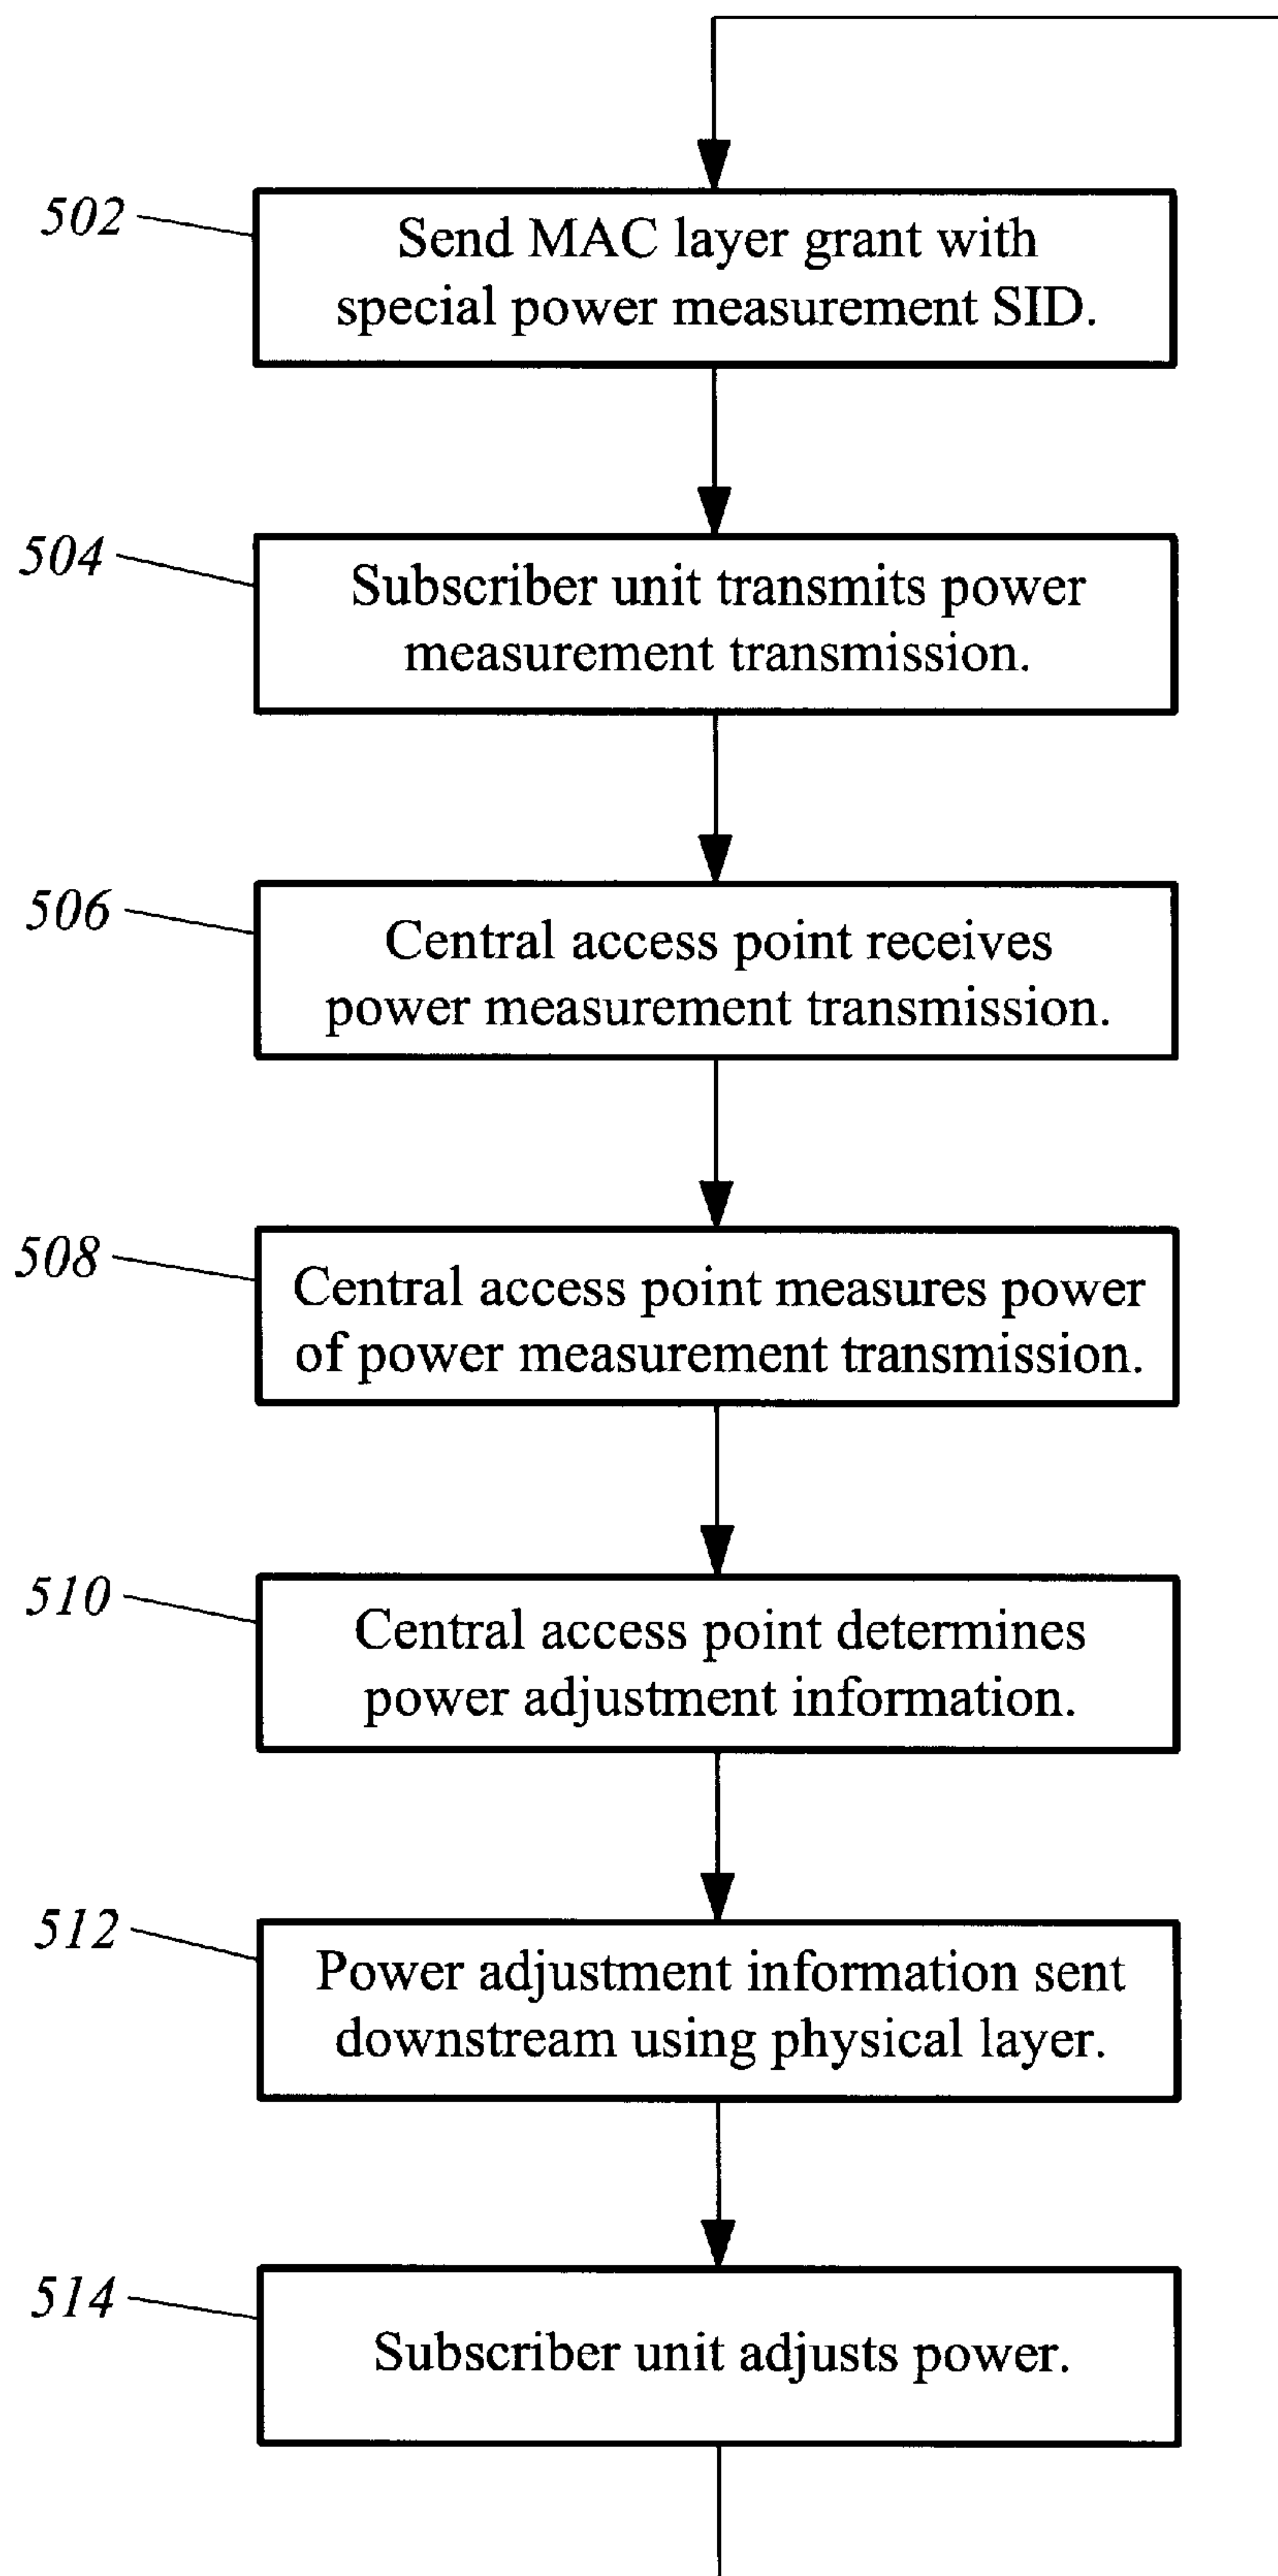 502
Send MAC layer grant with
special power measurement SID.
504
Subscriber unit transmits power
measurement transmission.
506
Central access point receives
power measurement transmission.
508
Central access point measures power
of power measurement transmission.
510
Central access point determines
power adjustment information.
512
Power adjustment information sent
downstream using physical layer.
514
Subscriber unit adjusts power.